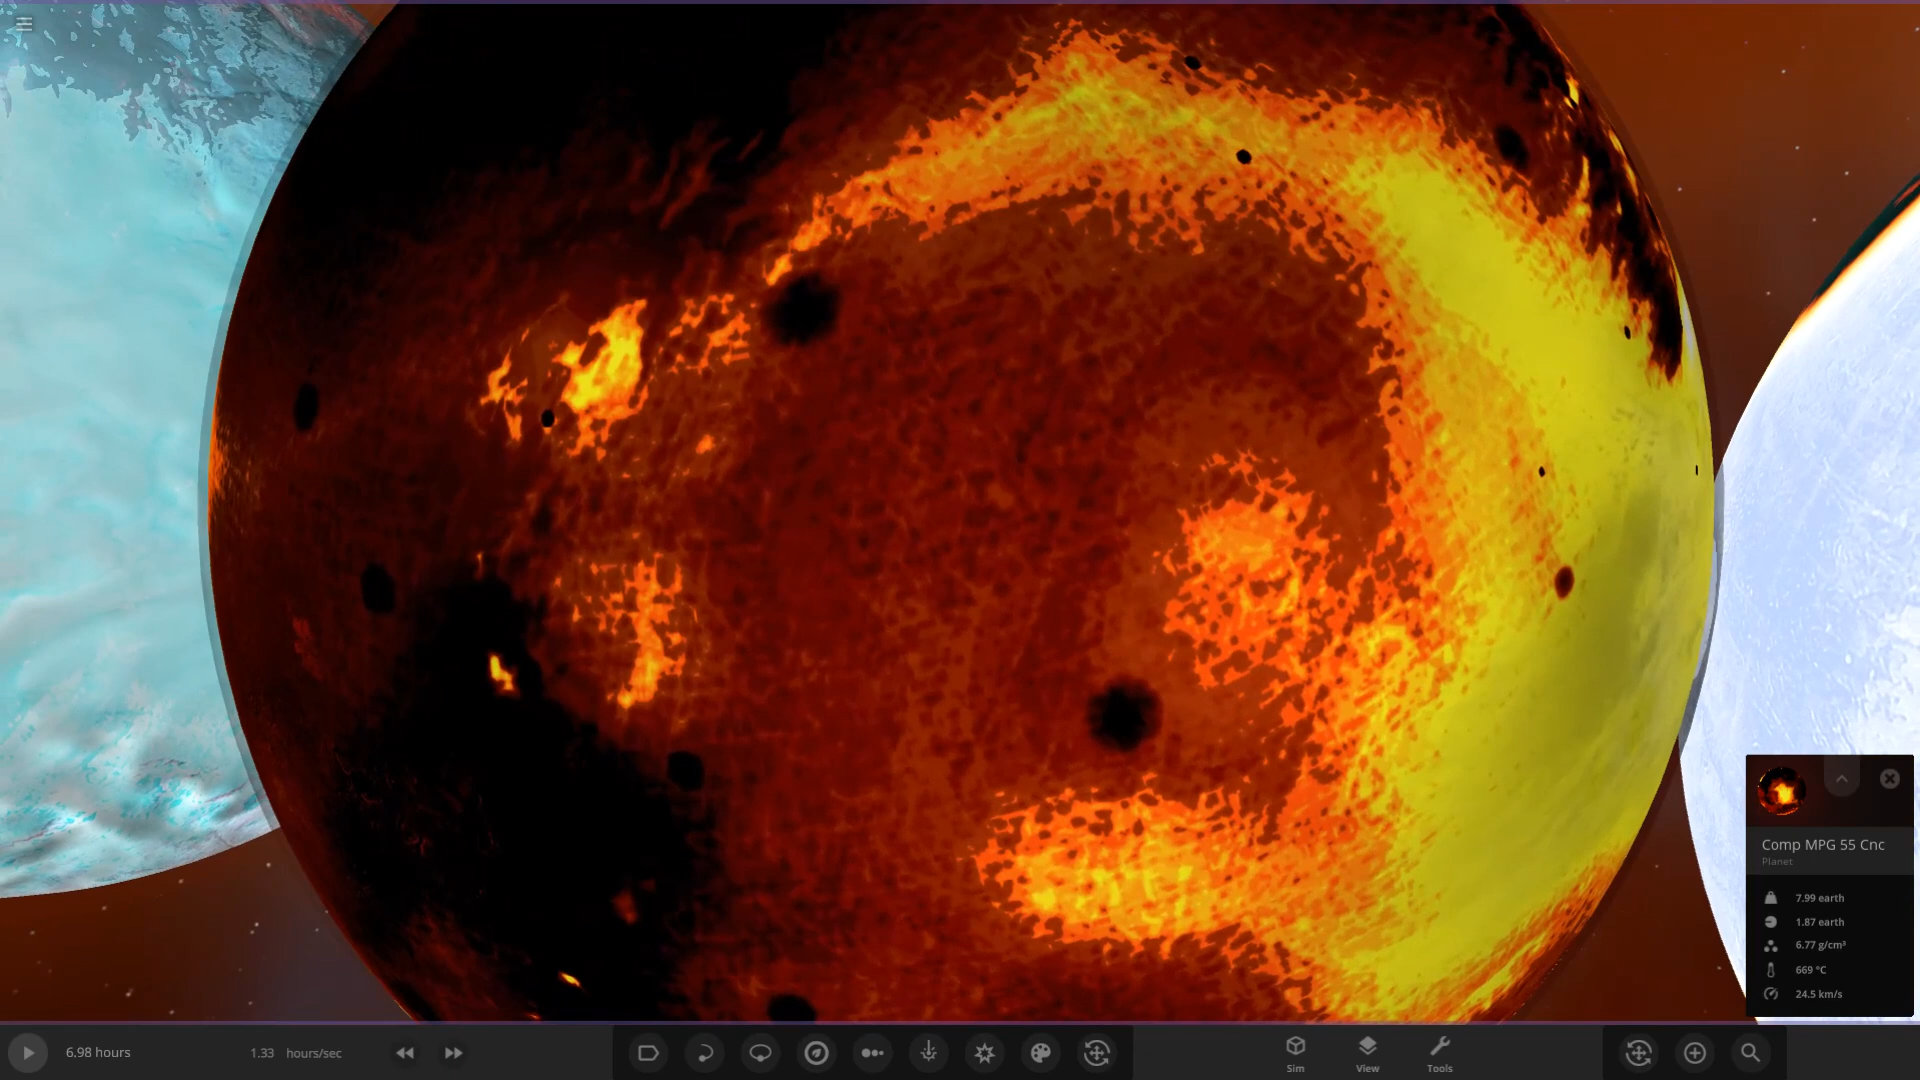 Comp MPG 55 Cnc
Planet
7.99 earth
1.87 earth
6.77 g/cm³
669 °C
24.5 km/s
6.98 hours
1.33 hours/sec
Sim
View
Tools